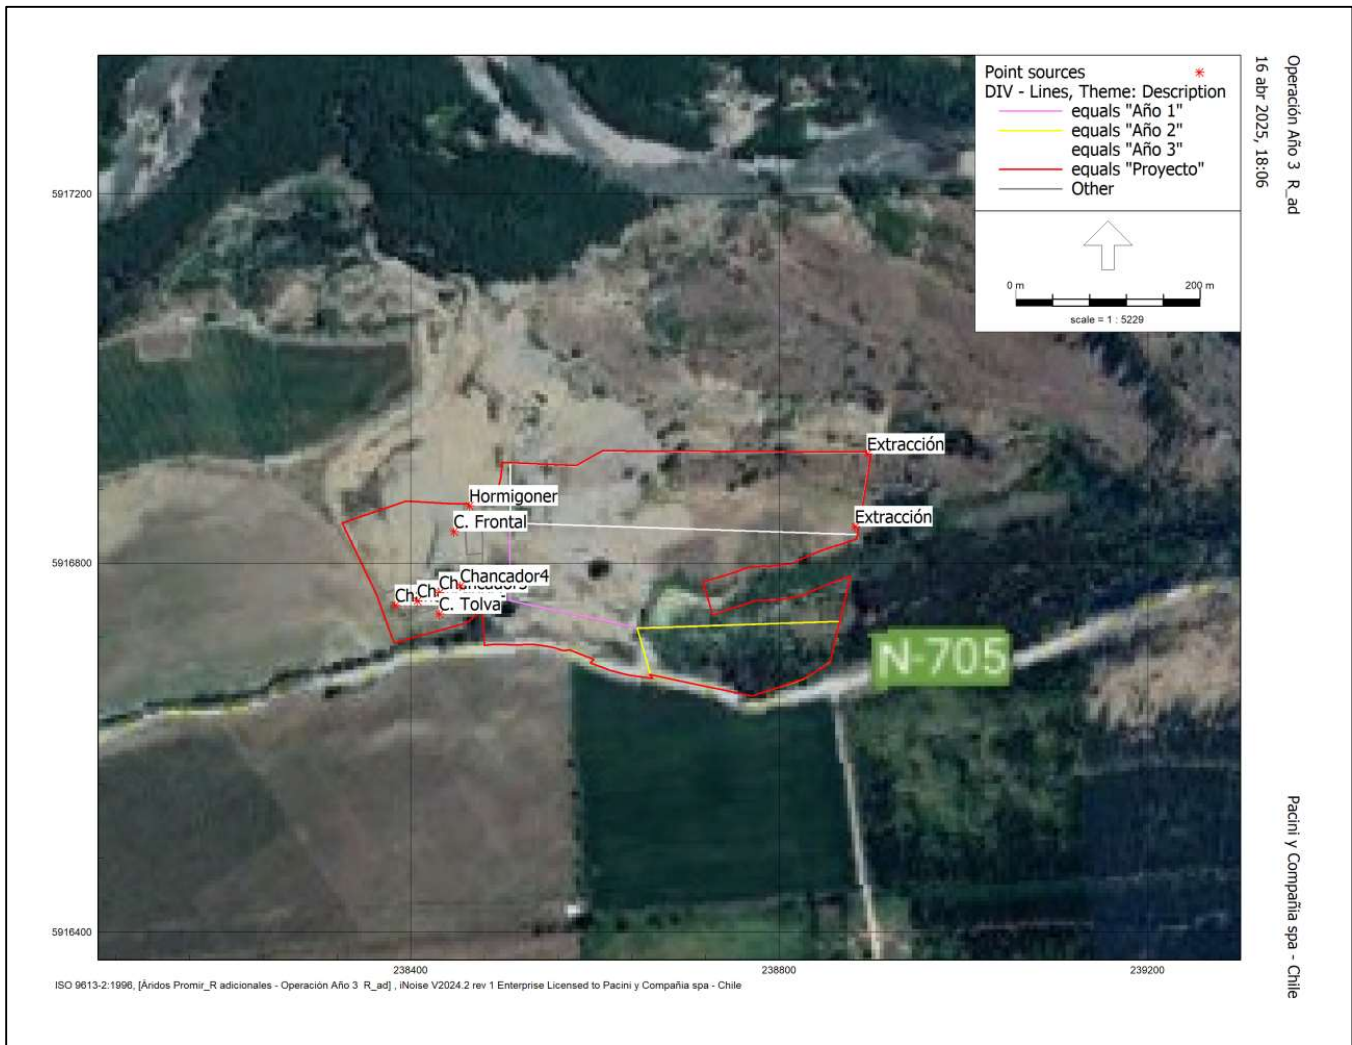 Operación Año 3 R_ad
16 abr 2025, 18:06
Point sources
DIV - Lines, Theme: Description
equals "Año 1"
equals "Año 2"
equals "Año 3"
equals "Proyecto"
Other
0 m
200 m
scale = 1 : 5229
5917200
Extracción
Hormigoner
C. Frontal
Extracción
5916800
Chancador4
C. Tolva
N-705
5916400
238400
238800
239200
ISO 9613-2:1996, [Áridos Promir_R adicionales - Operación Año 3 R_ad] , iNoise V2024.2 rev 1 Enterprise Licensed to Pacini y Compañia spa - Chile
Pacini y Compañia spa - Chile